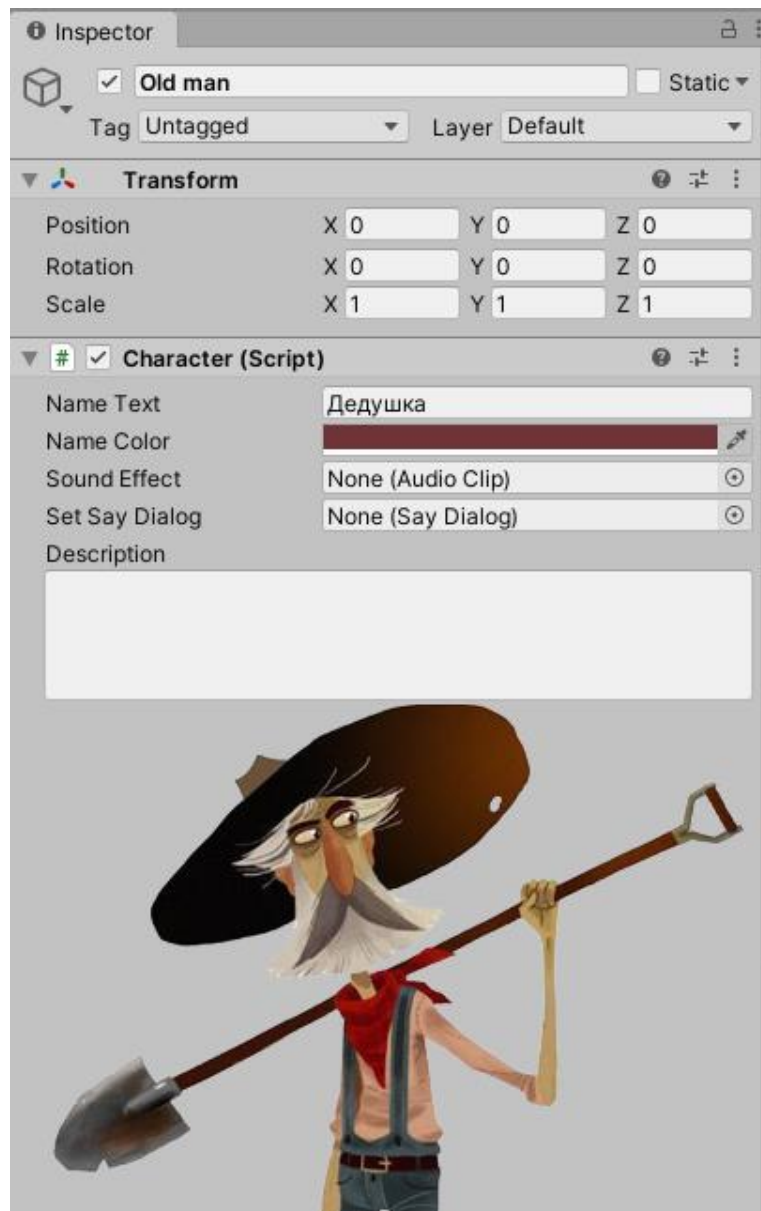 Inspector
Old man Static
Tag Untagged Layer Default
Transform
Position X 0 Y 0 Z 0
Rotation X 0 Y 0 Z 0
Scale X 1 Y 1 Z 1
# Character (Script)
Name Text Дедушка
Name Color
Sound Effect None (Audio Clip)
Set Say Dialog None (Say Dialog)
Description